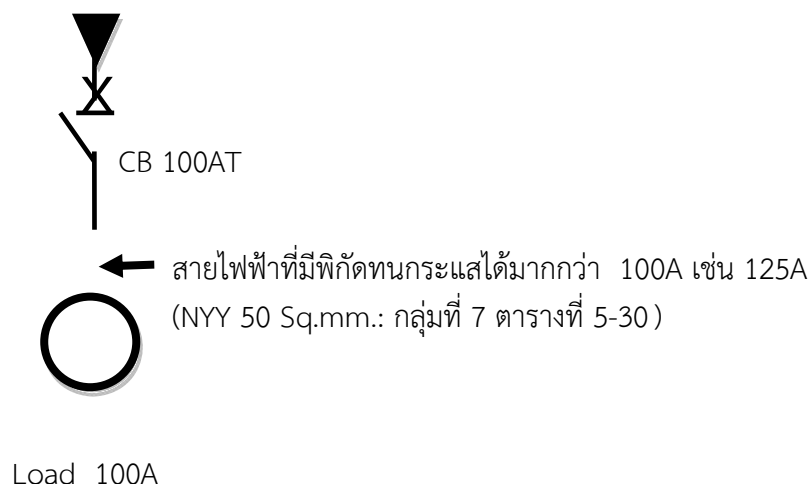 CB 100AT
สายไฟฟ้าที่มีพิกัดทนกระแสได้มากกว่า 100A เช่น 125A
(NYY 50 Sq.mm.: กลุ่มที่ 7 ตารางที่ 5-30)
Load 100A